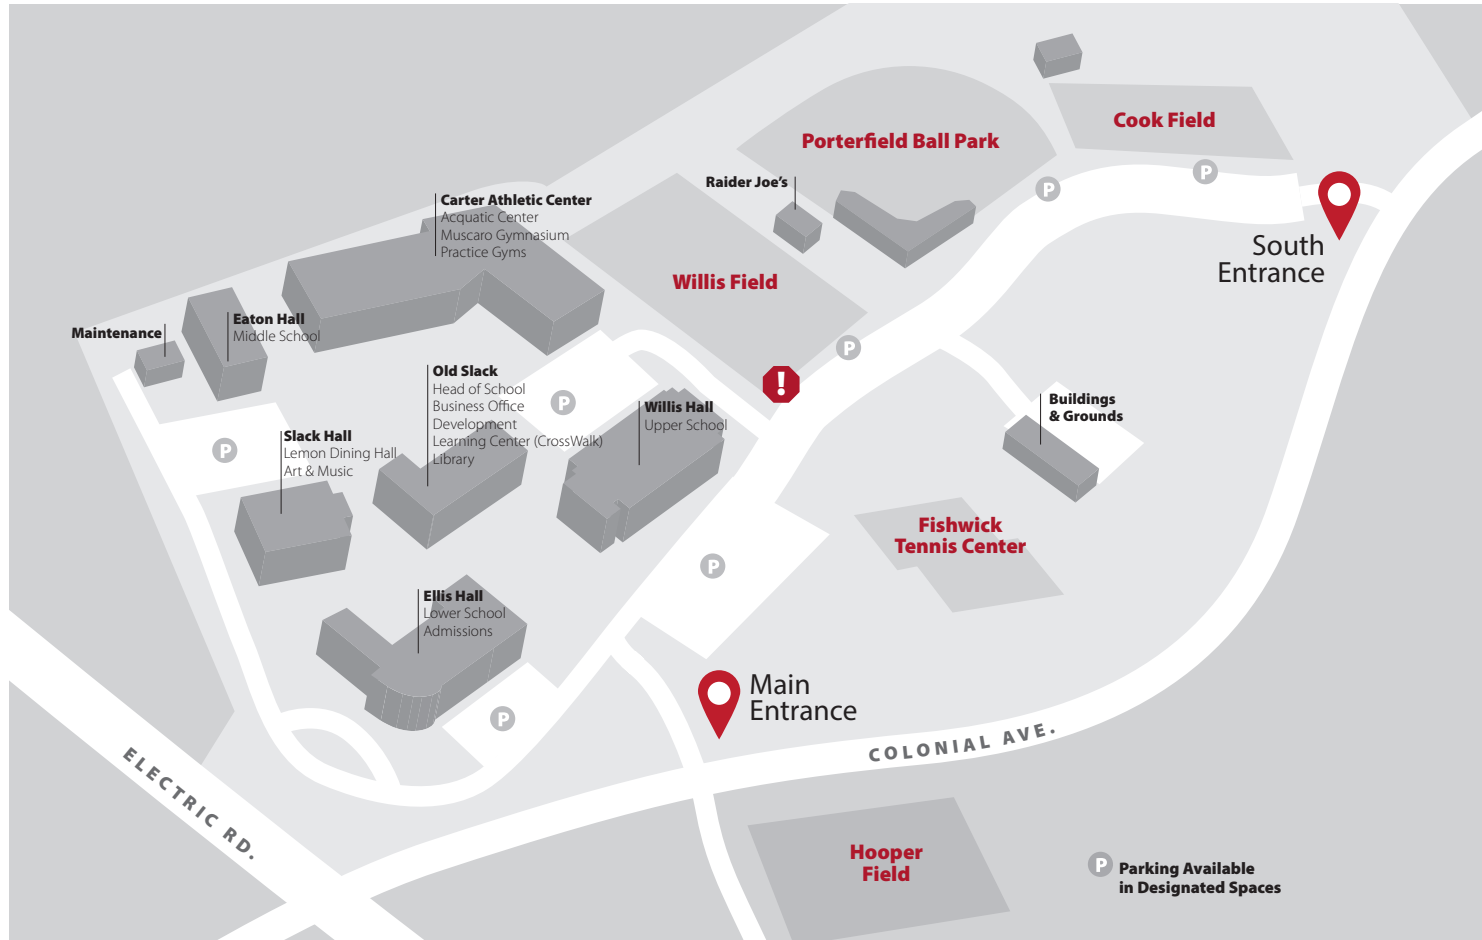 Cook Field
Porterfield Ball Park
P
P
Raider Joe's
Carter Athletic Center
Acquatic Center
Muscaro Gymnasium
Practice Gyms
South
Entrance
Willis Field
Eaton Hall
Middle School
Maintenance
P
!
Old Slack
Head of School
Business Office
Development
Learning Center (CrossWalk)
Library
P
Willis Hall
Upper School
Buildings
& Grounds
Slack Hall
Lemon Dining Hall
Art & Music
P
Fishwick
Tennis Center
P
Ellis Hall
Lower School
Admissions
Main
Entrance
P
COLONIAL AVE.
ELECTRIC RD.
Hooper
Field
P
Parking Available
in Designated Spaces